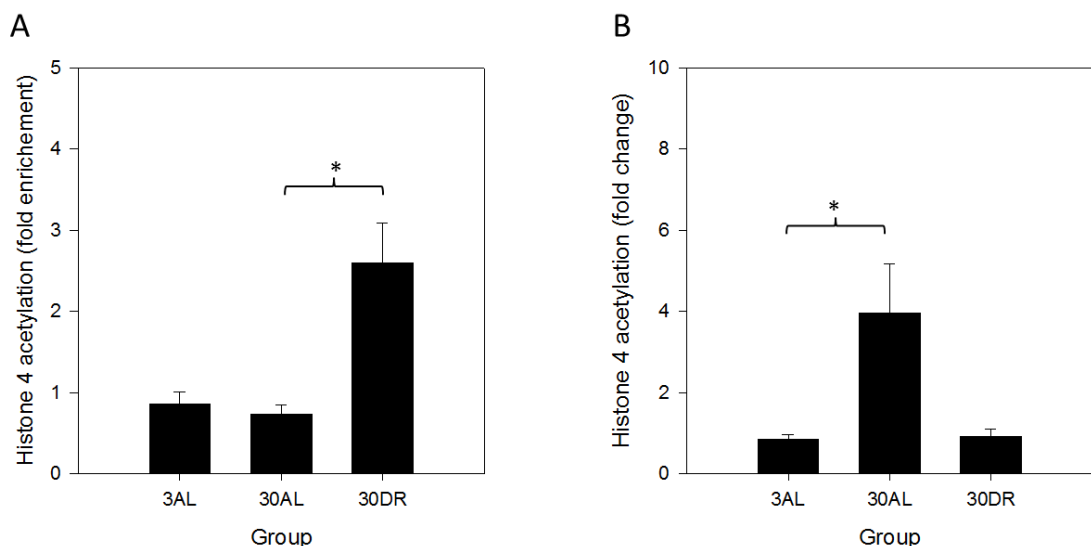 A
Histone 4 acetylation (fold enrichement)
5
4
3
2
1
0
*
3AL 30AL 30DR
Group
B
Histone 4 acetylation (fold change)
10
8
6
4
2
0
*
3AL 30AL 30DR
Group